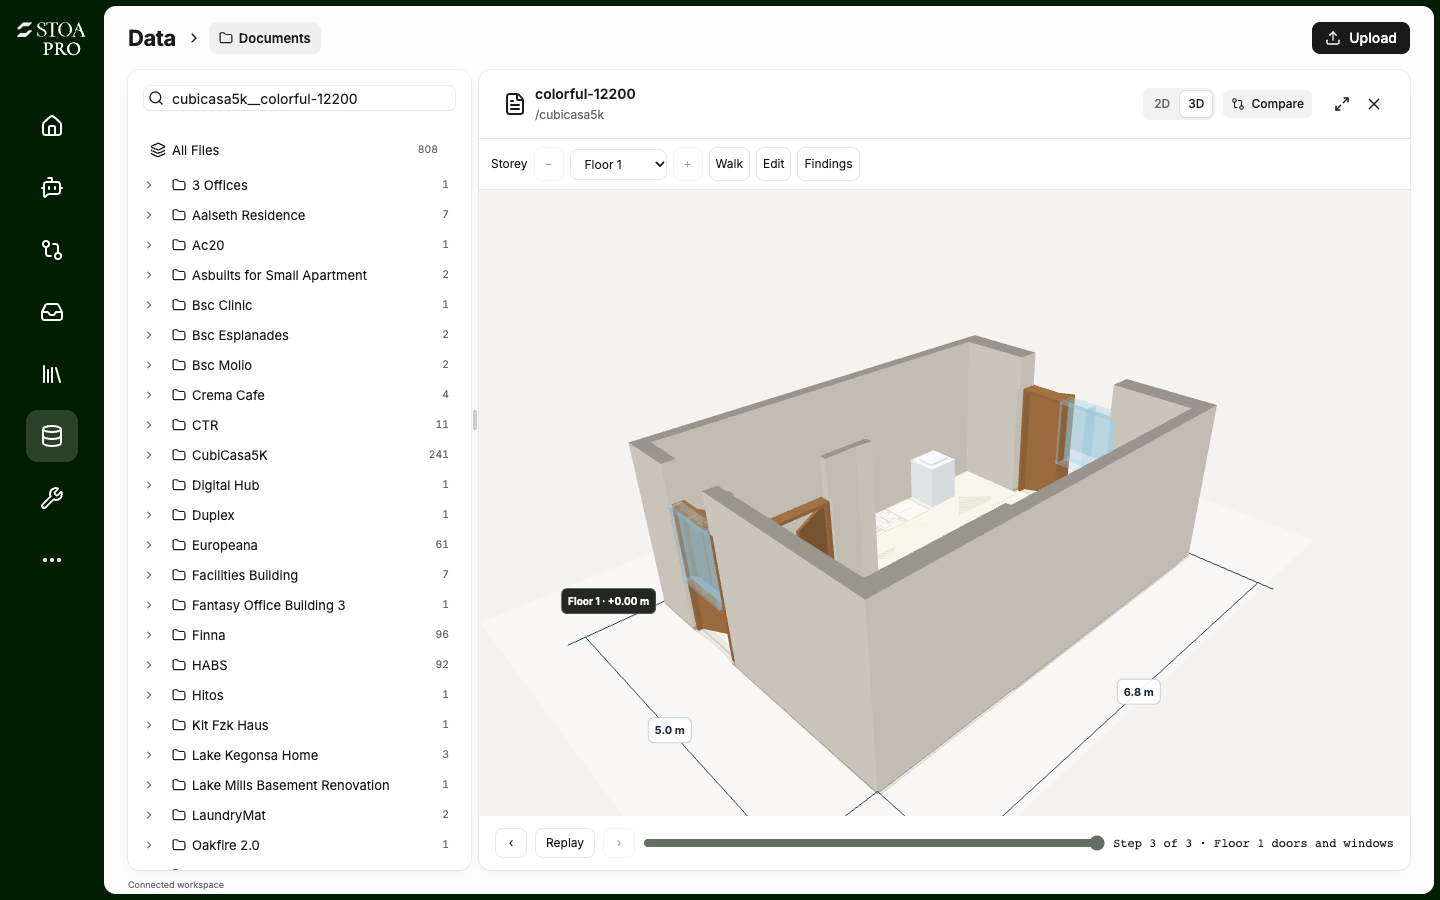 STOA
PRO
Data
Documents
Upload
cubicasa5k__colorful-12200
All Files 808
3 Offices 1
Aalseth Residence 7
Ac20 1
Asbuilts for Small Apartment 2
Bsc Clinic 1
Bsc Esplanades 2
Bsc Molio 2
Crema Cafe 4
CTR 11
CubiCasa5K 241
Digital Hub 1
Duplex 1
Europeana 61
Facilities Building 7
Fantasy Office Building 3 1
Finna 96
HABS 92
Hitos 1
Kit Fzk Haus 1
Lake Kegonsa Home 3
Lake Mills Basement Renovation 1
LaundryMat 2
Oakfire 2.0 1
Connected workspace
colorful-12200
/cubicasa5k
2D 3D Compare
Storey − Floor 1 + Walk Edit Findings
Floor 1 · +0.00 m
6.8 m
5.0 m
‹ Replay › Step 3 of 3 · Floor 1 doors and windows